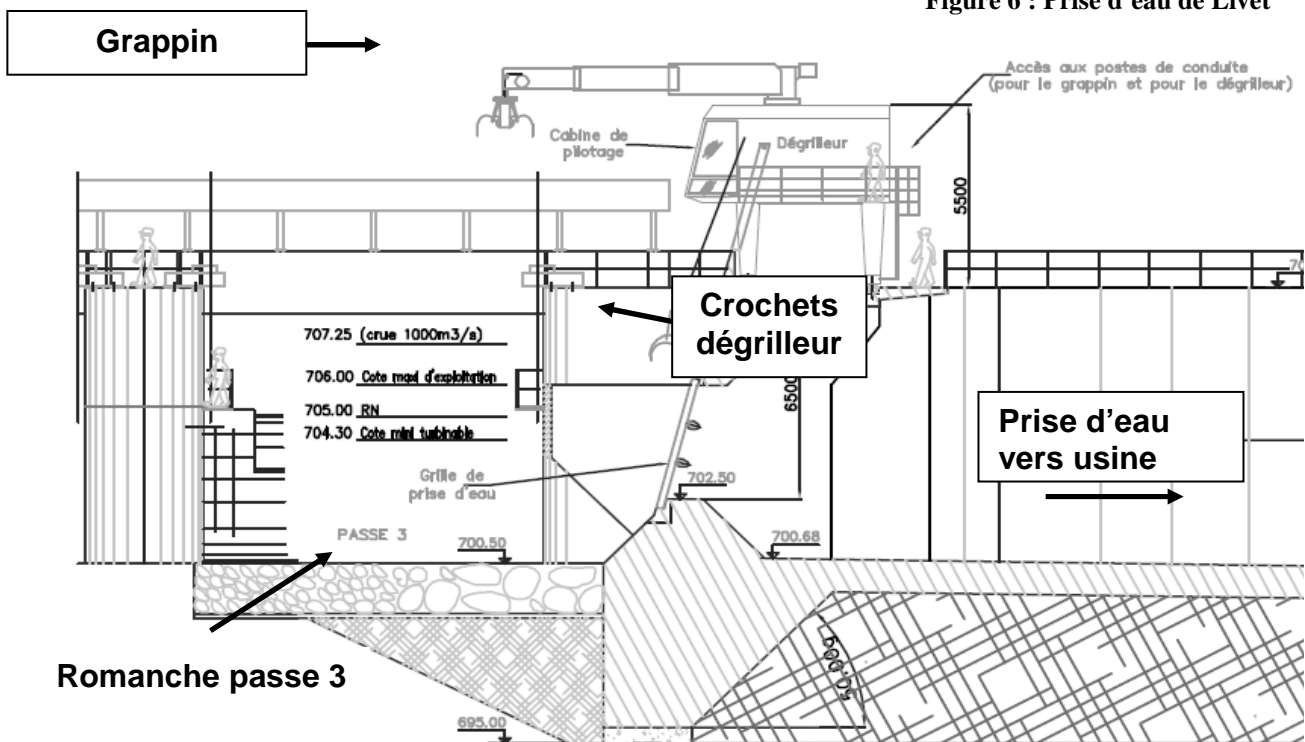 Figure 6 : Prise d'eau de Livet
Grappin
Accès aux postes de conduite
(pour le grappin et pour le dégrilleur)
Cabine de
pilotage
Dégrilleur
5500
Crochets
dégrilleur
707.25 (crue 1000m3/s)
706.00 Cote maxi d'exploitation
705.00 RN
704.30 Cote mini turbinable
6500
Prise d'eau
vers usine
Grille de
prise d'eau
702.50
PASSE 3
700.50
700.68
Romanche passe 3
60,00g
695.00